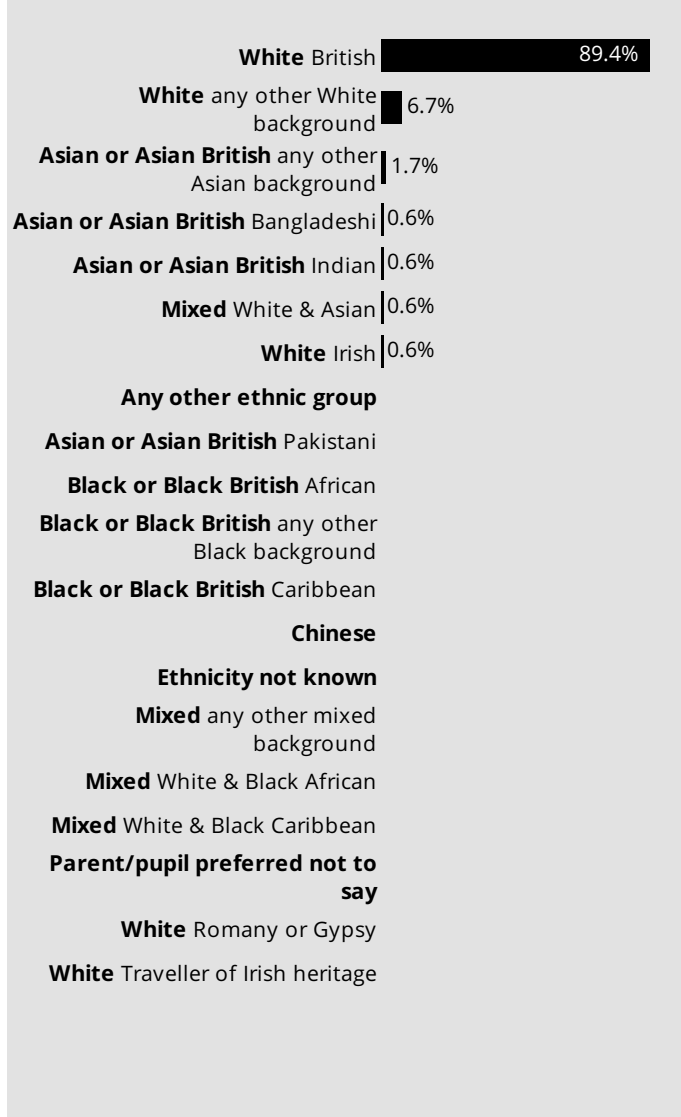 White British 89.4%
White any other White
background 6.7%
Asian or Asian British any other
Asian background 1.7%
Asian or Asian British Bangladeshi 0.6%
Asian or Asian British Indian 0.6%
Mixed White & Asian 0.6%
White Irish 0.6%
Any other ethnic group
Asian or Asian British Pakistani
Black or Black British African
Black or Black British any other
Black background
Black or Black British Caribbean
Chinese
Ethnicity not known
Mixed any other mixed
background
Mixed White & Black African
Mixed White & Black Caribbean
Parent/pupil preferred not to
say
White Romany or Gypsy
White Traveller of Irish heritage